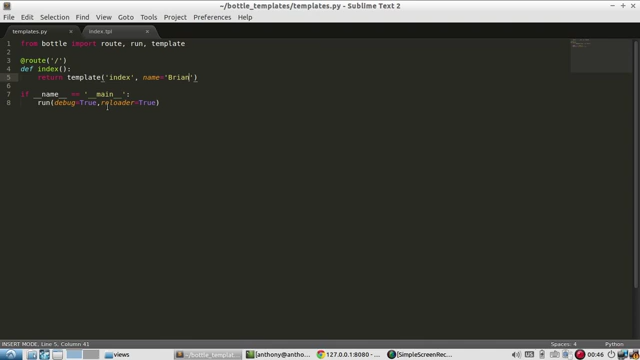 ~/bottle_templates/templates.py - Sublime Text 2
File Edit Selection Find View Goto Tools Project Preferences Help
templates.py × index.tpl ×
1 from bottle import route, run, template
2
3 @route('/')
4 def index():
5 return template('index', name='Brian')
6
7 if __name__ == '__main__':
8 run(debug=True,reloader=True)
INSERT MODE, Line 5, Column 41 Spaces: 4 Python
views ~/bottle_templat... [anthony@antho... 127.0.0.1:8080 - ... [SimpleScreenRec... 00:46